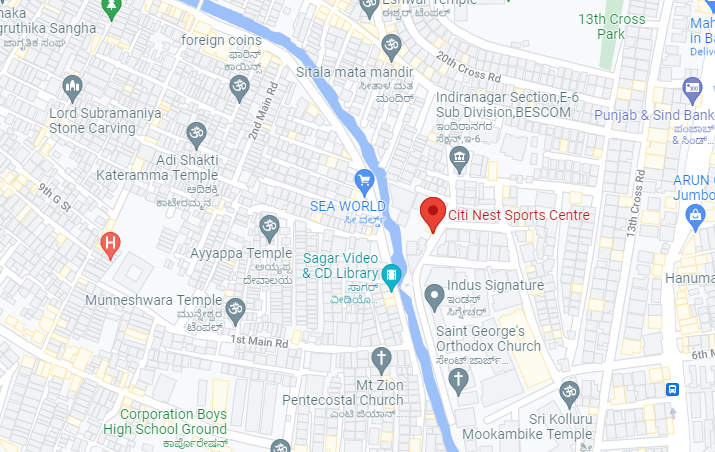 naka
gruthika Sangha
ಜಾಗೃತಿಕ ಸಂಘ
Eshwar Temple
ಈಶ್ವರ್ ಟೆಂಪಲ್
13th Cross
Park
Mah
in Ba
Delive
foreign coins
ಫಾರಿನ್
ಕಾಯಿನ್ಸ್
20th Cross Rd
Sitala mata mandir
ಸೀತಾಳ ಮತ
ಮಂದಿರ್
Indiranagar Section,E-6
Sub Division,BESCOM
ಇಂದಿರಾನಗರ
ಸೆಕ್ಷನ್,ಇ-6...
Punjab & Sind Bank
ಪಂಜಾಬ್
& ಸಿಂಡ್...
Lord Subramaniya
Stone Carving
2nd Main Rd
Adi Shakti
Kateramma Temple
ಆದಿಶಕ್ತಿ
ಕಾಟೇರಮ್ಮನ...
9th G St
SEA WORLD
ಸೀ ವರ್ಲ್ಡ್
Citi Nest Sports Centre
13th Cross Rd
ARUN
Jumbo
Ayyappa Temple
ಅಯ್ಯಪ್ಪ
ದೇವಾಲಯ
Sagar Video
& CD Library
ಸಾಗರ್
ವೀಡಿಯೊ...
Indus Signature
ಇಂಡಸ್
ಸಿಗ್ನೇಚರ್
Hanuma
Munneshwara Temple
ಮುನ್ನೇಶ್ವರ
ಟೆಂಪಲ್
1st Main Rd
Saint George's
Orthodox Church
ಸೇಂಟ್ ಜಾರ್ಜ್...
6th M
Mt Zion
Pentecostal Church
ಎಂಟಿ ಜಿಯಾನ್
Corporation Boys
High School Ground
ಕಾರ್ಪೊರೇಷನ್
Sri Kolluru
Mookambike Temple
ಶ್ರೀ